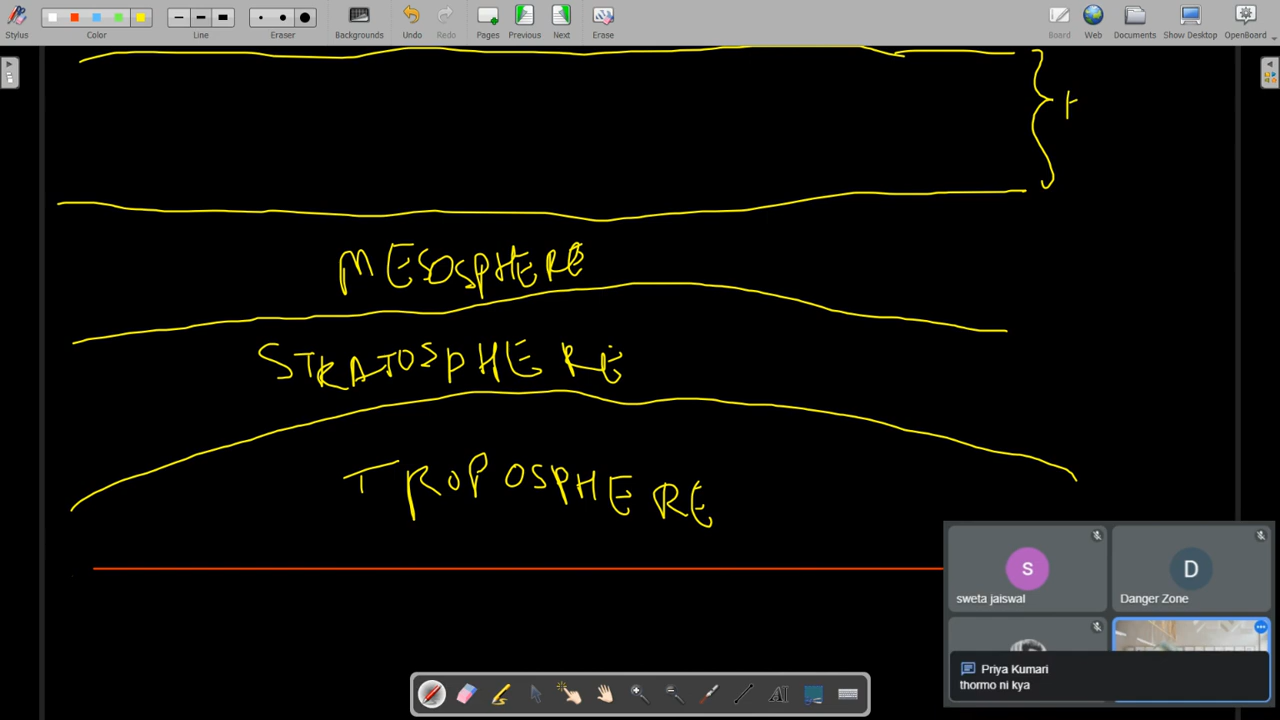 Stylus
Color
Line
Eraser
Backgrounds
Undo
Redo
Pages
Previous
Next
Erase
Board
Web
Documents
Show Desktop
OpenBoard
MESOSPHERE
STRATOSPHERE
TROPOSPHERE
S
sweta jaiswal
D
Danger Zone
Priya Kumari
thormo ni kya